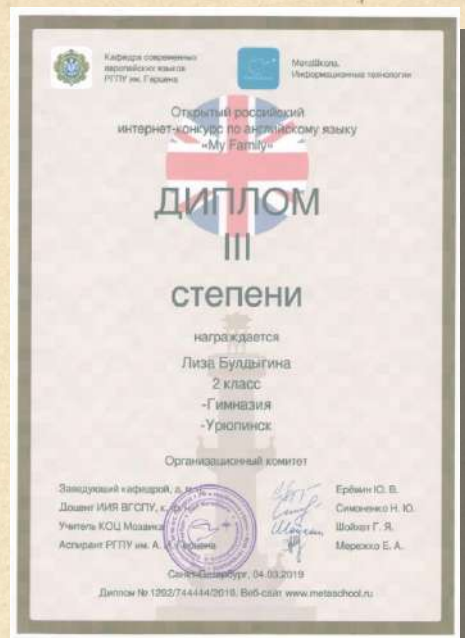 Кафедра современных
европейских языков
РГПУ им. Герцена
МетаШкола.
Информационные технологии
Открытый российский
интернет-конкурс по английскому языку
«My Family»
ДИПЛОМ
III
степени
награждается
Лиза Булдыгина
2 класс
-Гимназия
-Урюпинск
Организационный комитет
Заведующий кафедрой, Ерёмин Ю. В.
Доцент ИИЯ ВГСПУ, Симоненко Н. Ю.
Учитель КОЦ Мозаика Шойхет Г. Я.
Аспирант РГПУ им. А. Герцена Мережко Е. А.
Санкт-Петербург, 04.03.2019
Диплом № 1202/744444/2019. Веб-сайт www.metaschool.ru